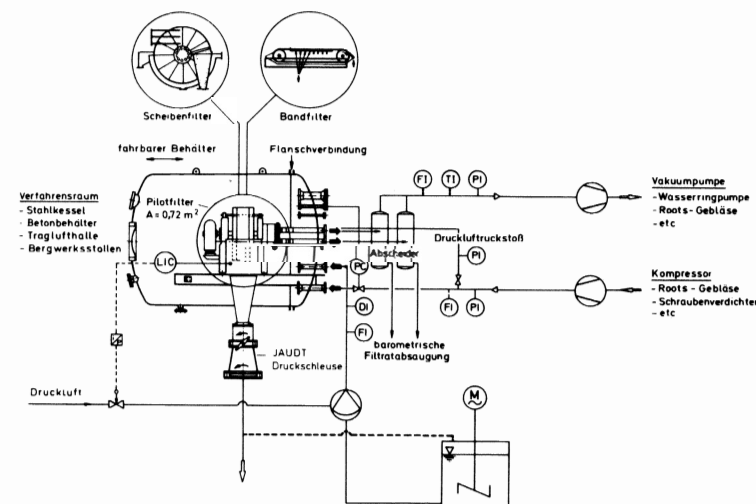 Scheibenfilter
Bandfilter
fahrbarer Behälter
Flanschverbindung
Verfahrensraum
- Stahlkessel
- Betonbehälter
- Traglufthalle
- Bergwerksstollen
Pilotfilter
A = 0,72 m²
LIC
FI
TI
PI
Vakuumpumpe
- Wasserringpumpe
- Roots-Gebläse
- etc
Abscheider
Druckluftruckstoß
PI
PC
Kompressor
- Roots-Gebläse
- Schraubenverdichter
- etc
DI
FI
PI
FI
barometrische
Filtratabsaugung
JAUDT
Druckschleuse
Druckluft
M